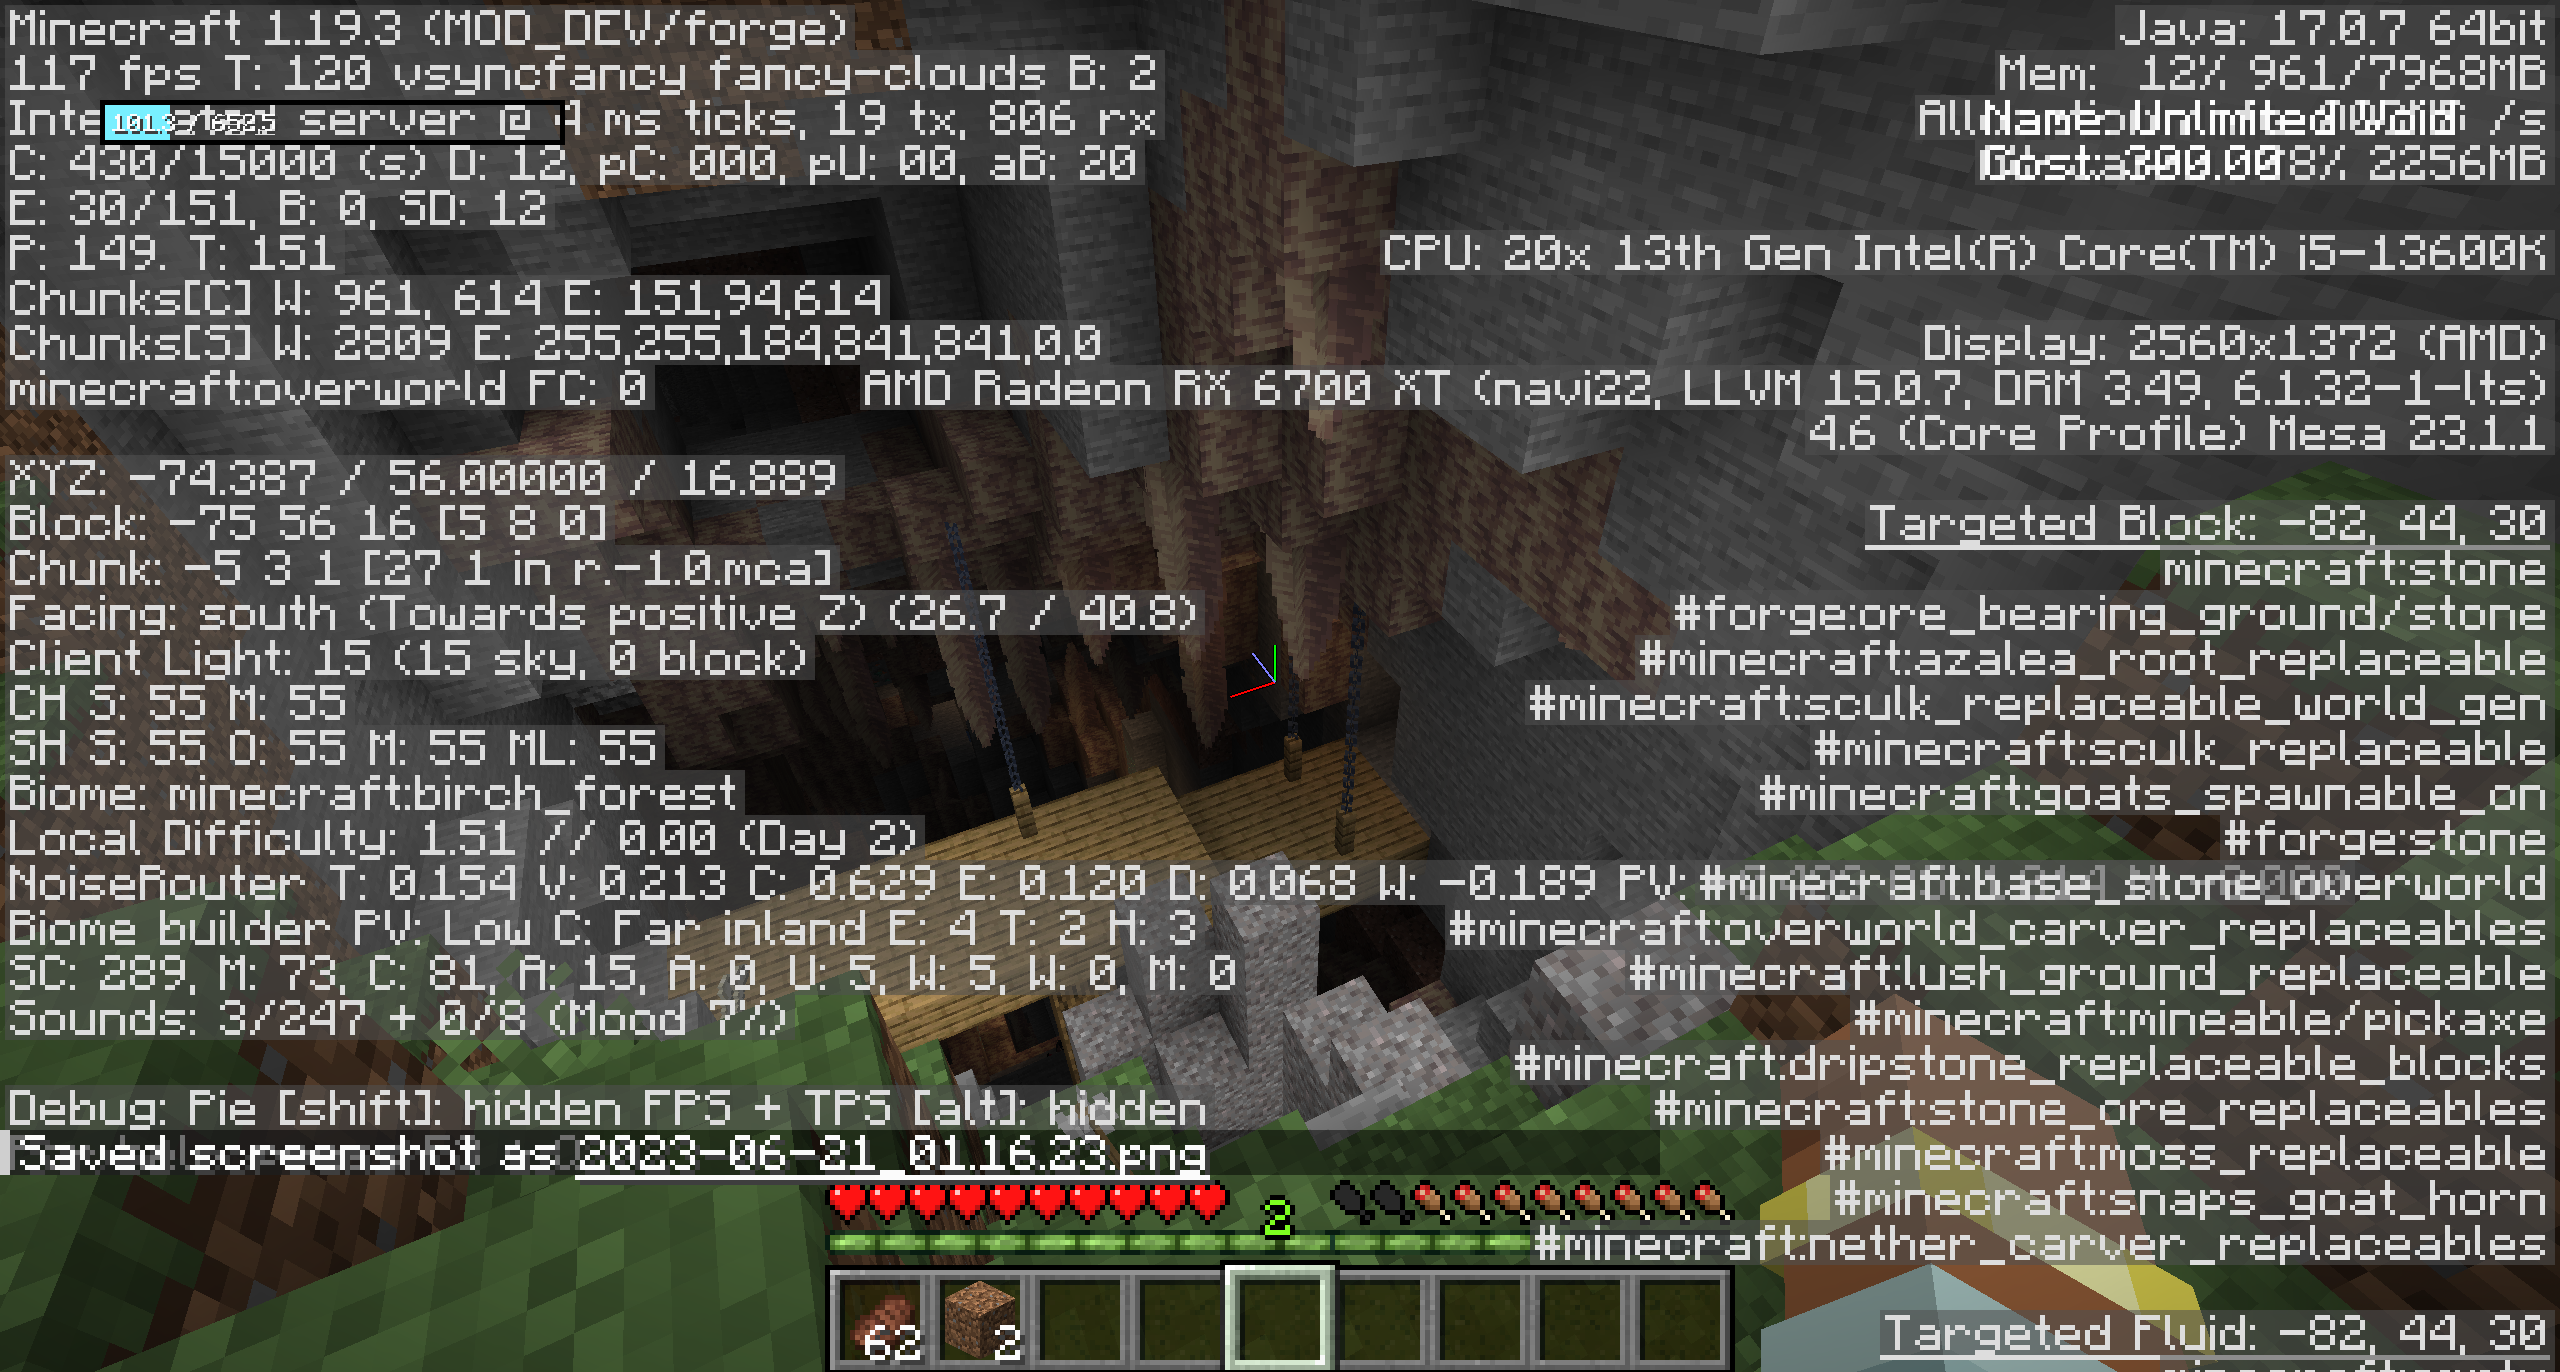 Minecraft 1.19.3 (MOD_DEV/forge)
117 fps T: 120 vsyncfancy fancy-clouds B: 2
server @ ms ticks, 19 tx, 806 rx
C: 430/15000 (s) D: 12, pC: 000, pU: 00, aB: 20
E: 30/151, B: 0, SD: 12
P: 149. T: 151
Chunks[C] W: 961, 614 E: 151,94,614
Chunks[S] W: 2809 E: 255,255,184,841,841,0,0
minecraft:overworld FC: 0
XYZ: -74.387 / 56.00000 / 16.889
Block: -75 56 16 [5 8 0]
Chunk: -5 3 1 [27 1 in r.-1.0.mca]
Facing: south (Towards positive Z) (26.7 / 40.8)
Client Light: 15 (15 sky, 0 block)
CH S: 55 M: 55
SH S: 55 O: 55 M: 55 ML: 55
Biome: minecraft:birch_forest
Local Difficulty: 1.51 // 0.00 (Day 2)
NoiseRouter T: 0.154 V: 0.213 C: 0.629 E: 0.120 D: 0.068 W: -0.189 PV:
Biome builder PV: Low C: Far inland E: 4 T: 2 H: 3
SC: 289, M: 73, C: 81, A: 15, A: 0, U: 5, W: 5, W: 0, M: 0
Sounds: 3/247 + 0/8 (Mood 7%)
Debug: Pie [shift]: hidden FPS + TPS [alt]: hidden
Saved screenshot as 2023-06-21_01.16.23.png
Java: 17.0.7 64bit
Mem: 12% 961/7968MB
Name: Unlimited Void /s
Cost: 300.00 8% 2256MB
CPU: 20x 13th Gen Intel(R) Core(TM) i5-13600K
Display: 2560x1372 (AMD)
AMD Radeon RX 6700 XT (navi22, LLVM 15.0.7, DRM 3.49, 6.1.32-1-lts)
4.6 (Core Profile) Mesa 23.1.1
Targeted Block: -82, 44, 30
minecraft:stone
#forge:ore_bearing_ground/stone
#minecraft:azalea_root_replaceable
#minecraft:sculk_replaceable_world_gen
#minecraft:sculk_replaceable
#minecraft:goats_spawnable_on
#forge:stone
#minecraft:base_stone_overworld
#minecraft:overworld_carver_replaceables
#minecraft:lush_ground_replaceable
#minecraft:mineable/pickaxe
#minecraft:dripstone_replaceable_blocks
#minecraft:stone_ore_replaceables
#minecraft:moss_replaceable
#minecraft:snaps_goat_horn
#minecraft:nether_carver_replaceables
Targeted Fluid: -82, 44, 30
2
62
2